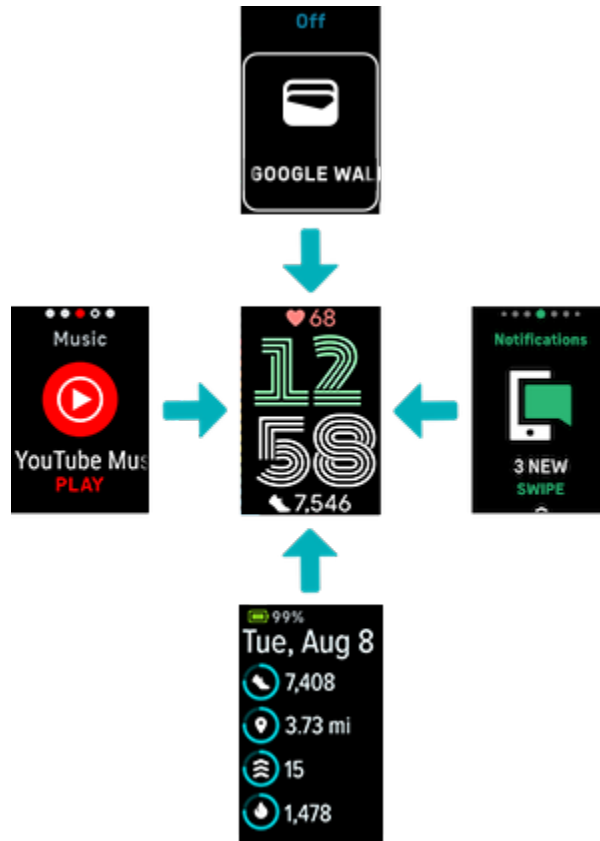 Off
GOOGLE WAL
Music
YouTube Mus
PLAY
68
12
58
7,546
Notifications
3 NEW
SWIPE
99%
Tue, Aug 8
7,408
3.73 mi
15
1,478